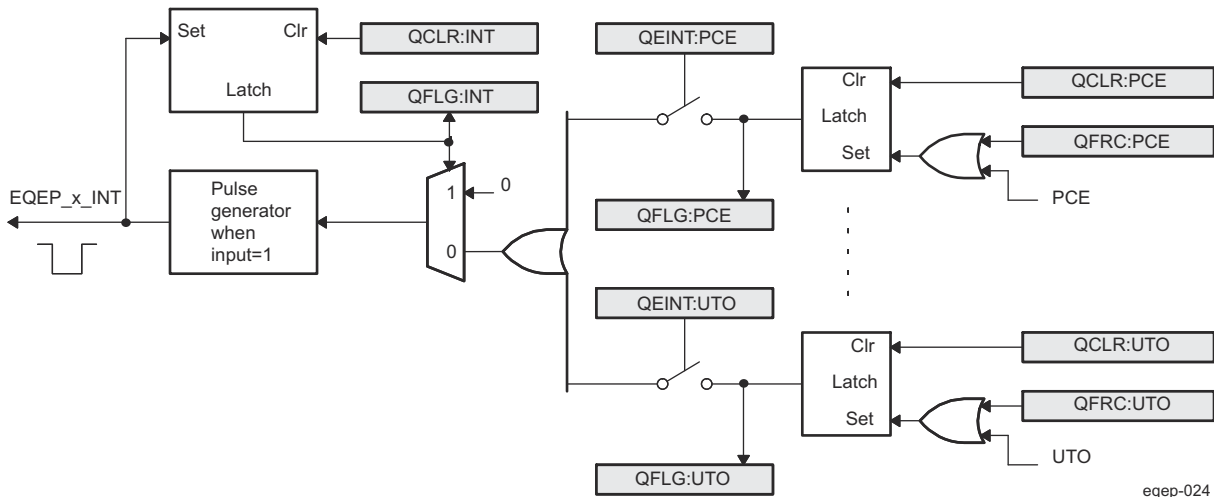 Set
Clr
Latch
QCLR:INT
QFLG:INT
EQEP_x_INT
Pulse
generator
when
input=1
1
0
0
QEINT:PCE
QFLG:PCE
Clr
Latch
Set
QCLR:PCE
QFRC:PCE
PCE
QEINT:UTO
QFLG:UTO
Clr
Latch
Set
QCLR:UTO
QFRC:UTO
UTO
eqep-024